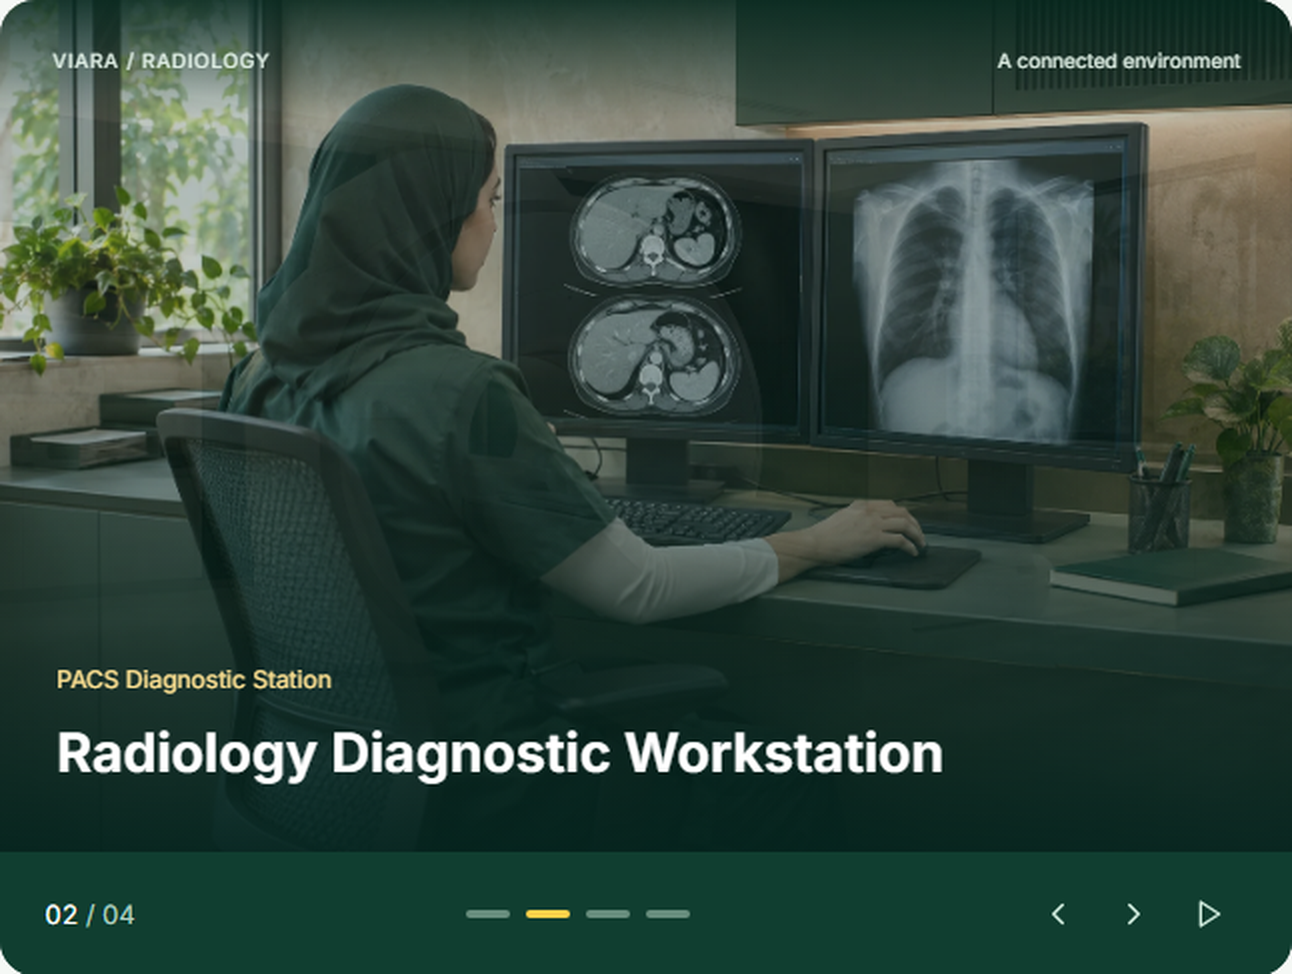 VIARA / RADIOLOGY
A connected environment
PACS Diagnostic Station
Radiology Diagnostic Workstation
02 / 04